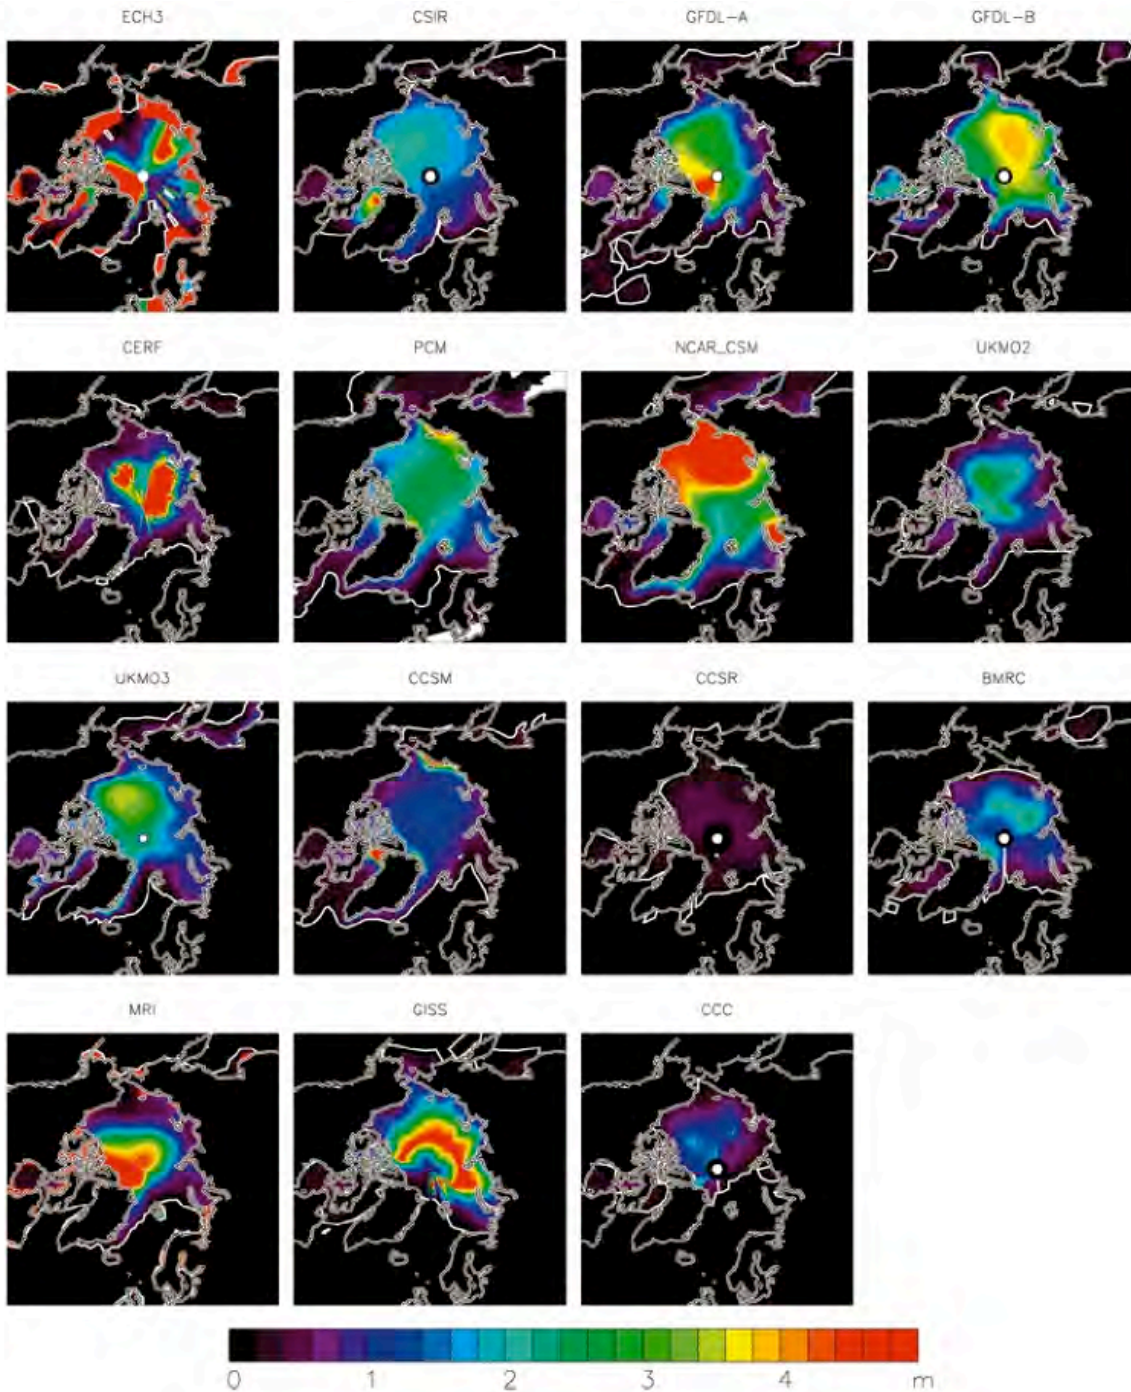 ECH3 CSIR GFDL-A GFDL-B
CERF PCM NCAR_CSM UKMO2
UKMO3 CCSM CCSR BMRC
MRI GISS CCC
0 1 2 3 4 m